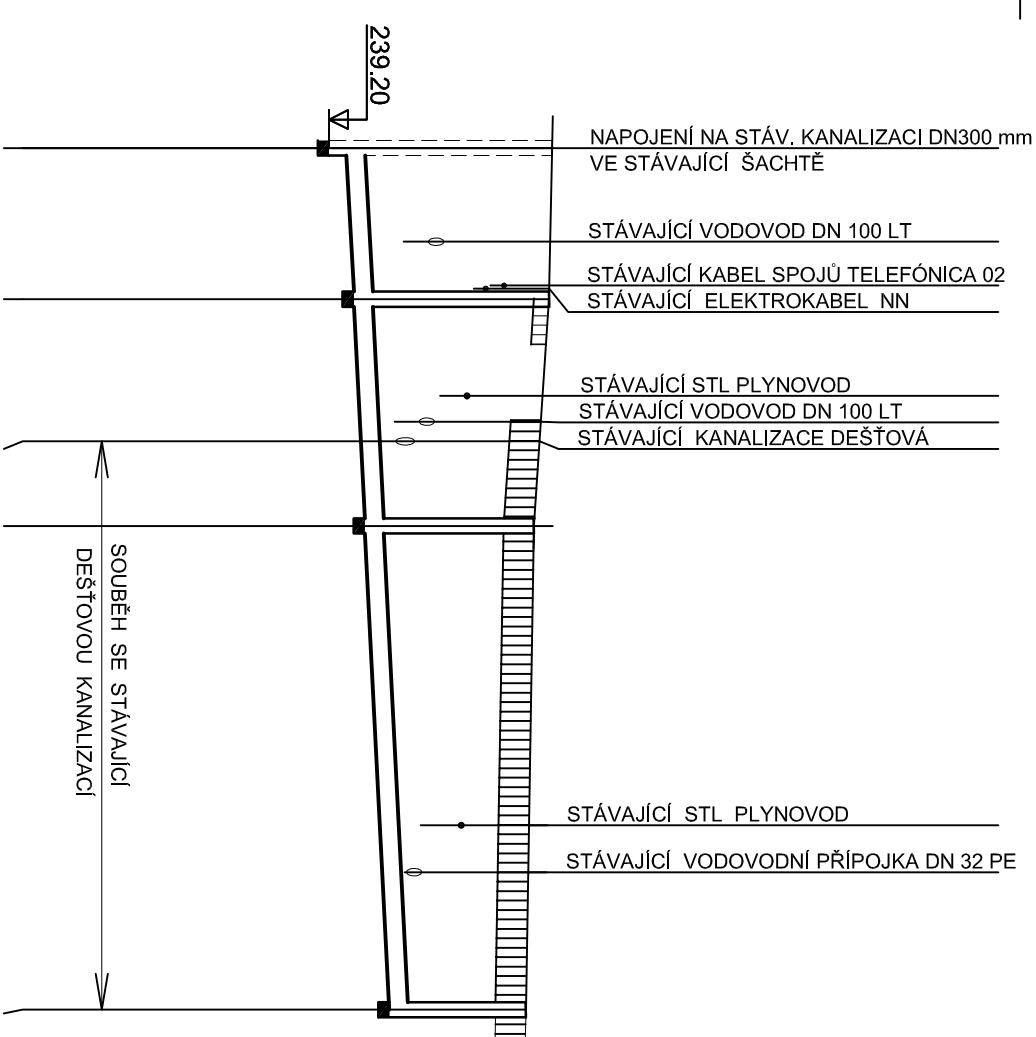 239.20
NAPOJENÍ NA STÁV. KANALIZACI DN300 mm
VE STÁVAJÍCÍ ŠACHTĚ
STÁVAJÍCÍ VODOVOD DN 100 LT
STÁVAJÍCÍ KABEL SPOJŮ TELEFÓNICA 02
STÁVAJÍCÍ ELEKTROKABEL NN
STÁVAJÍCÍ STL PLYNOVOD
STÁVAJÍCÍ VODOVOD DN 100 LT
STÁVAJÍCÍ KANALIZACE DEŠŤOVÁ
SOUBĚH SE STÁVAJÍCÍ
DEŠŤOVOU KANALIZACÍ
STÁVAJÍCÍ STL PLYNOVOD
STÁVAJÍCÍ VODOVODNÍ PŘÍPOJKA DN 32 PE